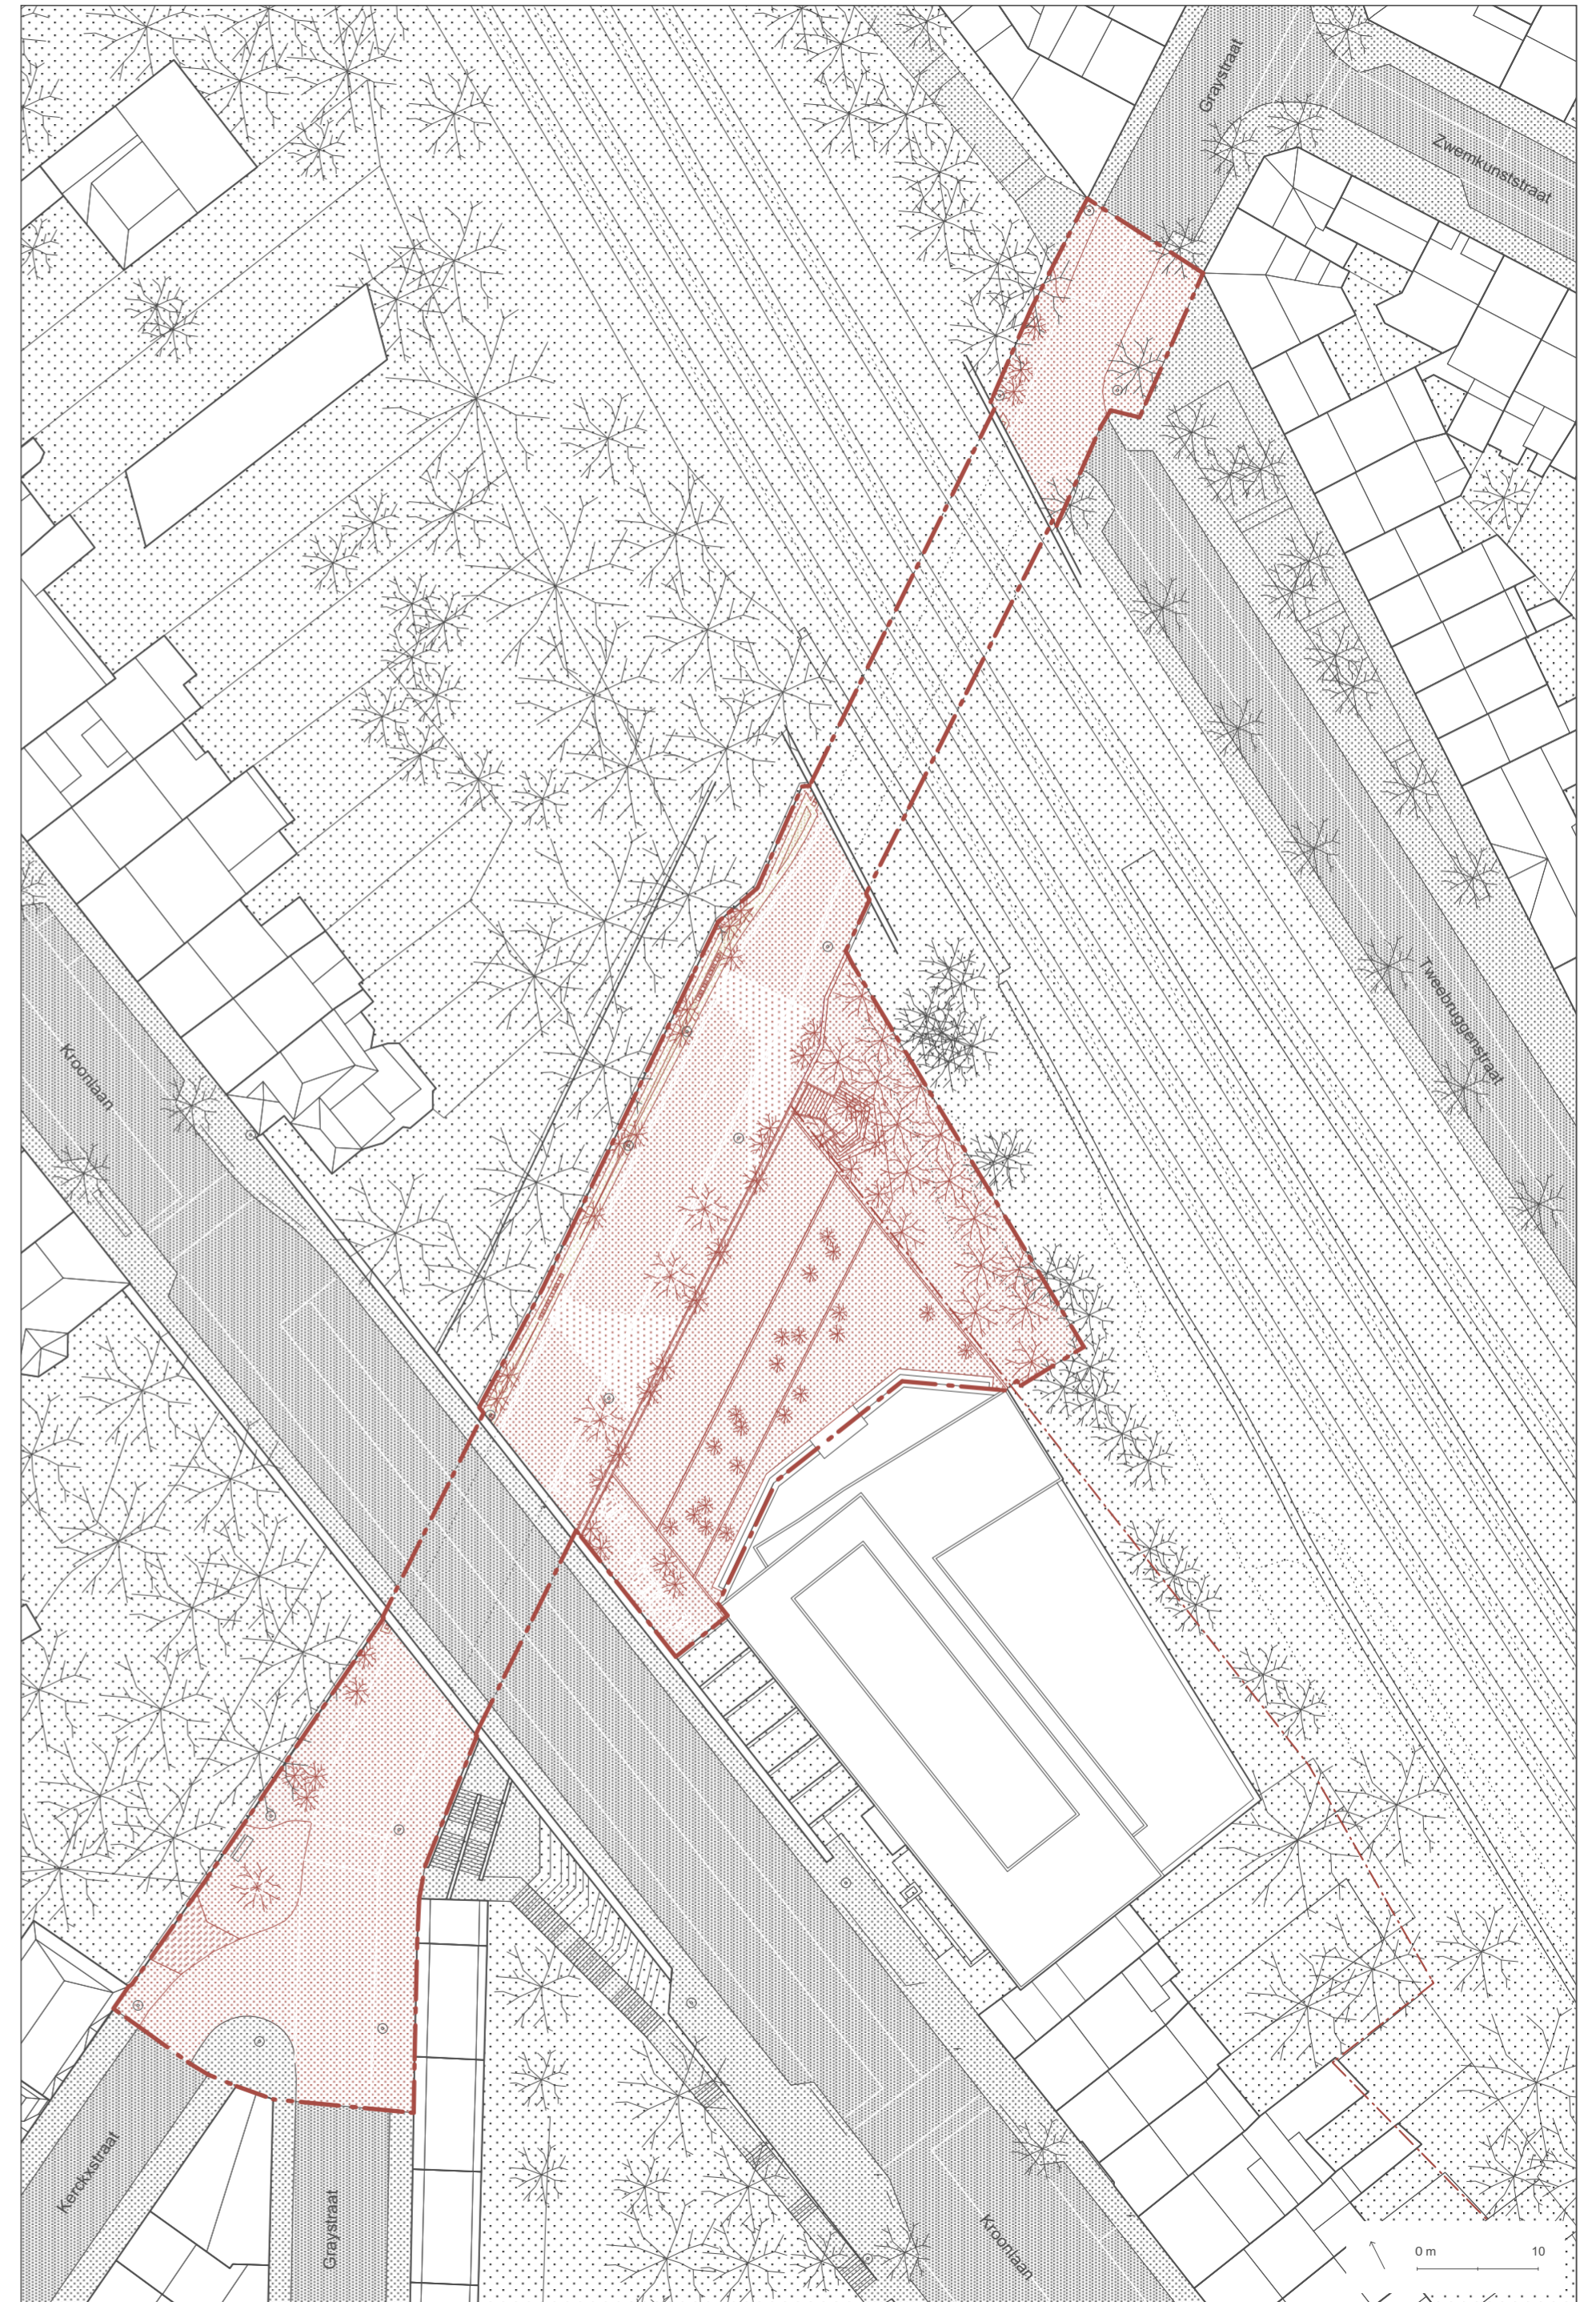 Graystraat
Zwemkunststraat
Kroonlaan
Tweebruggenstraat
Kerckxstraat
Graystraat
Kroonlaan
0 m 10